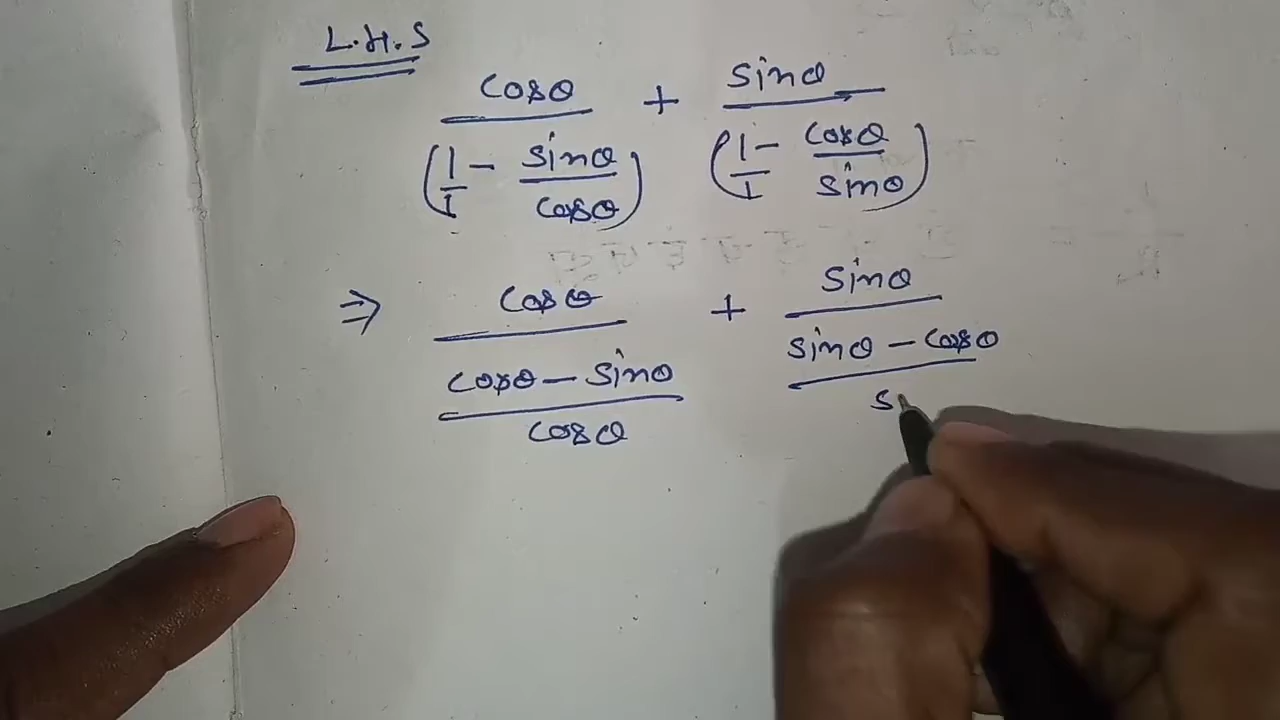 L.H.S
cosθ + sinθ
(1/1 - sinθ/cosθ) (1/1 - cosθ/sinθ)
⇒ cosθ + sinθ
cosθ - sinθ sinθ - cosθ
cosθ s